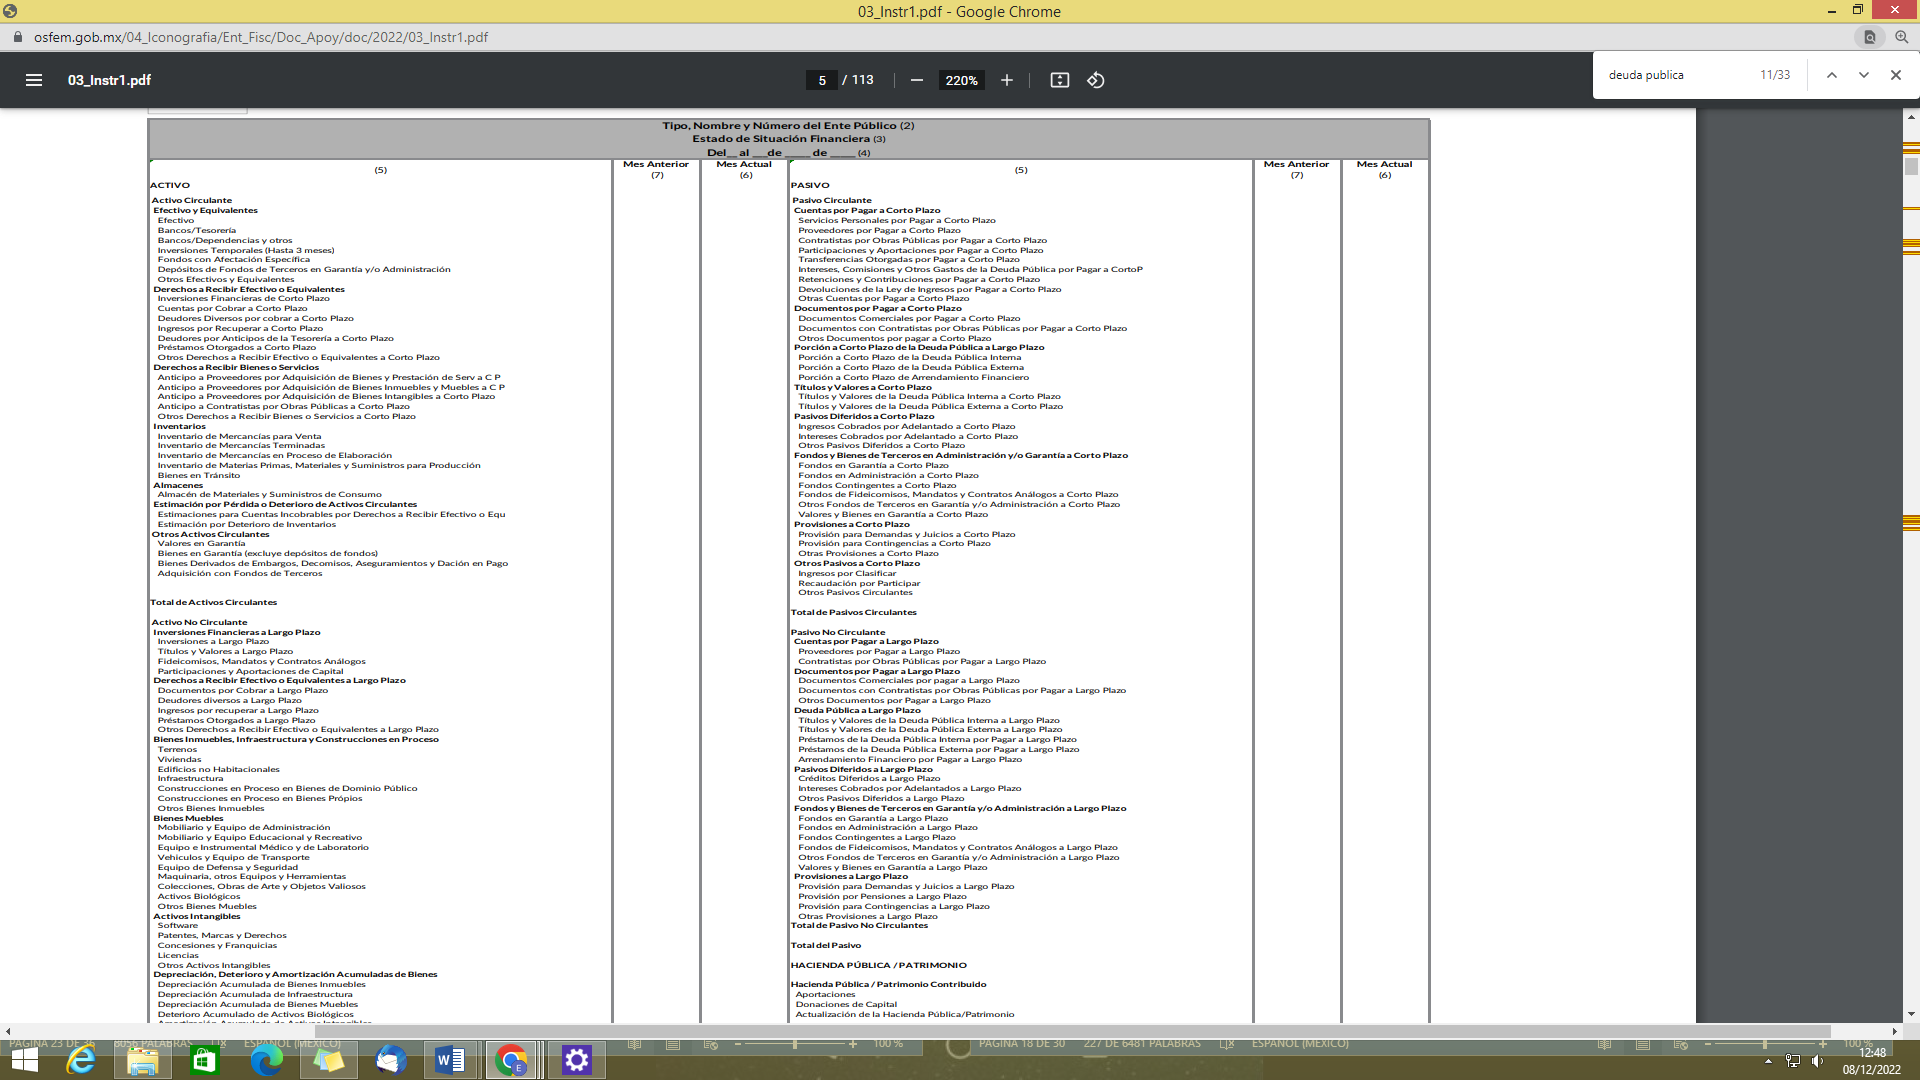 03_Instr1.pdf - Google Chrome
osfem.gob.mx/04_Iconografia/Ent_Fisc/Doc_Apoy/doc/2022/03_Instr1.pdf
03_Instr1.pdf
5 / 113
220%
deuda publica 11/33
Tipo, Nombre y Número del Ente Público (2)
Estado de Situación Financiera (3)
Del__ al ___de _____ de _____ (4)
(5)
Mes Anterior
(7)
Mes Actual
(6)
ACTIVO
Activo Circulante
Efectivo y Equivalentes
Efectivo
Bancos/Tesorería
Bancos/Dependencias y otros
Inversiones Temporales (Hasta 3 meses)
Fondos con Afectación Específica
Depósitos de Fondos de Terceros en Garantía y/o Administración
Otros Efectivos y Equivalentes
Derechos a Recibir Efectivo o Equivalentes
Inversiones Financieras de Corto Plazo
Cuentas por Cobrar a Corto Plazo
Deudores Diversos por cobrar a Corto Plazo
Ingresos por Recuperar a Corto Plazo
Deudores por Anticipos de la Tesorería a Corto Plazo
Préstamos Otorgados a Corto Plazo
Otros Derechos a Recibir Efectivo o Equivalentes a Corto Plazo
Derechos a Recibir Bienes o Servicios
Anticipo a Proveedores por Adquisición de Bienes y Prestación de Serv a C P
Anticipo a Proveedores por Adquisición de Bienes Inmuebles y Muebles a C P
Anticipo a Proveedores por Adquisición de Bienes Intangibles a Corto Plazo
Anticipo a Contratistas por Obras Públicas a Corto Plazo
Otros Derechos a Recibir Bienes o Servicios a Corto Plazo
Inventarios
Inventario de Mercancías para Venta
Inventario de Mercancías Terminadas
Inventario de Mercancías en Proceso de Elaboración
Inventario de Materias Primas, Materiales y Suministros para Producción
Bienes en Tránsito
Almacenes
Almacén de Materiales y Suministros de Consumo
Estimación por Pérdida o Deterioro de Activos Circulantes
Estimaciones para Cuentas Incobrables por Derechos a Recibir Efectivo o Equ
Estimación por Deterioro de Inventarios
Otros Activos Circulantes
Valores en Garantía
Bienes en Garantía (excluye depósitos de fondos)
Bienes Derivados de Embargos, Decomisos, Aseguramientos y Dación en Pago
Adquisición con Fondos de Terceros
Total de Activos Circulantes
Activo No Circulante
Inversiones Financieras a Largo Plazo
Inversiones a Largo Plazo
Títulos y Valores a Largo Plazo
Fideicomisos, Mandatos y Contratos Análogos
Participaciones y Aportaciones de Capital
Derechos a Recibir Efectivo o Equivalentes a Largo Plazo
Documentos por Cobrar a Largo Plazo
Deudores diversos a Largo Plazo
Ingresos por recuperar a Largo Plazo
Préstamos Otorgados a Largo Plazo
Otros Derechos a Recibir Efectivo o Equivalentes a Largo Plazo
Bienes Inmuebles, Infraestructura y Construcciones en Proceso
Terrenos
Viviendas
Edificios no Habitacionales
Infraestructura
Construcciones en Proceso en Bienes de Dominio Público
Construcciones en Proceso en Bienes Própios
Otros Bienes Inmuebles
Bienes Muebles
Mobiliario y Equipo de Administración
Mobiliario y Equipo Educacional y Recreativo
Equipo e Instrumental Médico y de Laboratorio
Vehiculos y Equipo de Transporte
Equipo de Defensa y Seguridad
Maquinaria, otros Equipos y Herramientas
Colecciones, Obras de Arte y Objetos Valiosos
Activos Biológicos
Otros Bienes Muebles
Activos Intangibles
Software
Patentes, Marcas y Derechos
Concesiones y Franquicias
Licencias
Otros Activos Intangibles
Depreciación, Deterioro y Amortización Acumuladas de Bienes
Depreciación Acumulada de Bienes Inmuebles
Depreciación Acumulada de Infraestructura
Depreciación Acumulada de Bienes Muebles
Deterioro Acumulado de Activos Biológicos
Amortización Acumulada de Activos Intangibles
(5)
Mes Anterior
(7)
Mes Actual
(6)
PASIVO
Pasivo Circulante
Cuentas por Pagar a Corto Plazo
Servicios Personales por Pagar a Corto Plazo
Proveedores por Pagar a Corto Plazo
Contratistas por Obras Públicas por Pagar a Corto Plazo
Participaciones y Aportaciones por Pagar a Corto Plazo
Transferencias Otorgadas por Pagar a Corto Plazo
Intereses, Comisiones y Otros Gastos de la Deuda Pública por Pagar a CortoP
Retenciones y Contribuciones por Pagar a Corto Plazo
Devoluciones de la Ley de Ingresos por Pagar a Corto Plazo
Otras Cuentas por Pagar a Corto Plazo
Documentos por Pagar a Corto Plazo
Documentos Comerciales por Pagar a Corto Plazo
Documentos con Contratistas por Obras Públicas por Pagar a Corto Plazo
Otros Documentos por pagar a Corto Plazo
Porción a Corto Plazo de la Deuda Pública a Largo Plazo
Porción a Corto Plazo de la Deuda Pública Interna
Porción a Corto Plazo de la Deuda Pública Externa
Porción a Corto Plazo de Arrendamiento Financiero
Títulos y Valores a Corto Plazo
Títulos y Valores de la Deuda Pública Interna a Corto Plazo
Títulos y Valores de la Deuda Pública Externa a Corto Plazo
Pasivos Diferidos a Corto Plazo
Ingresos Cobrados por Adelantado a Corto Plazo
Intereses Cobrados por Adelantado a Corto Plazo
Otros Pasivos Diferidos a Corto Plazo
Fondos y Bienes de Terceros en Administración y/o Garantía a Corto Plazo
Fondos en Garantía a Corto Plazo
Fondos en Administración a Corto Plazo
Fondos Contingentes a Corto Plazo
Fondos de Fideicomisos, Mandatos y Contratos Análogos a Corto Plazo
Otros Fondos de Terceros en Garantía y/o Administración a Corto Plazo
Valores y Bienes en Garantía a Corto Plazo
Provisiones a Corto Plazo
Provisión para Demandas y Juicios a Corto Plazo
Provisión para Contingencias a Corto Plazo
Otras Provisiones a Corto Plazo
Otros Pasivos a Corto Plazo
Ingresos por Clasificar
Recaudación por Participar
Otros Pasivos Circulantes
Total de Pasivos Circulantes
Pasivo No Circulante
Cuentas por Pagar a Largo Plazo
Proveedores por Pagar a Largo Plazo
Contratistas por Obras Públicas por Pagar a Largo Plazo
Documentos por Pagar a Largo Plazo
Documentos Comerciales por pagar a Largo Plazo
Documentos con Contratistas por Obras Públicas por Pagar a Largo Plazo
Otros Documentos por Pagar a Largo Plazo
Deuda Pública a Largo Plazo
Títulos y Valores de la Deuda Pública Interna a Largo Plazo
Títulos y Valores de la Deuda Pública Externa a Largo Plazo
Préstamos de la Deuda Pública Interna por Pagar a Largo Plazo
Préstamos de la Deuda Pública Externa por Pagar a Largo Plazo
Arrendamiento Financiero por Pagar a Largo Plazo
Pasivos Diferidos a Largo Plazo
Créditos Diferidos a Largo Plazo
Intereses Cobrados por Adelantados a Largo Plazo
Otros Pasivos Diferidos a Largo Plazo
Fondos y Bienes de Terceros en Garantía y/o Administración a Largo Plazo
Fondos en Garantía a Largo Plazo
Fondos en Administración a Largo Plazo
Fondos Contingentes a Largo Plazo
Fondos de Fideicomisos, Mandatos y Contratos Análogos a Largo Plazo
Otros Fondos de Terceros en Garantía y/o Administración a Largo Plazo
Valores y Bienes en Garantía a Largo Plazo
Provisiones a Largo Plazo
Provisión para Demandas y Juicios a Largo Plazo
Provisión por Pensiones a Largo Plazo
Provisión para Contingencias a Largo Plazo
Otras Provisiones a Largo Plazo
Total de Pasivo No Circulantes
Total del Pasivo
HACIENDA PÚBLICA / PATRIMONIO
Hacienda Pública / Patrimonio Contribuido
Aportaciones
Donaciones de Capital
Actualización de la Hacienda Pública/Patrimonio
PÁGINA 23 DE 36 8056 PALABRAS ESPAÑOL (MÉXICO) 100 %
PÁGINA 18 DE 30 227 DE 6481 PALABRAS ESPAÑOL (MÉXICO) 100 %
12:48
08/12/2022